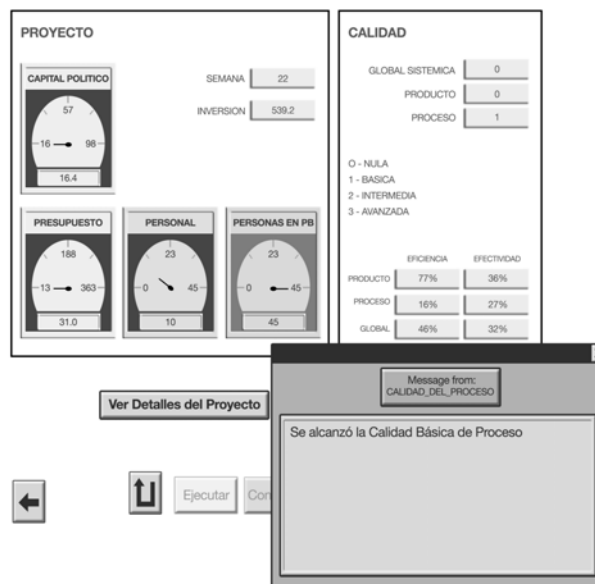 PROYECTO
CAPITAL POLITICO
57
16
98
16.4
SEMANA 22
INVERSION 539.2
PRESUPUESTO
188
13
363
31.0
PERSONAL
23
0
45
10
PERSONAS EN PB
23
0
45
45
CALIDAD
GLOBAL SISTEMICA 0
PRODUCTO 0
PROCESO 1
O - NULA
1 - BASICA
2 - INTERMEDIA
3 - AVANZADA
EFICIENCIA EFECTIVIDAD
PRODUCTO 77% 36%
PROCESO 16% 27%
GLOBAL 46% 32%
Message from:
CALIDAD_DEL_PROCESO
Se alcanzó la Calidad Básica de Proceso
Ver Detalles del Proyecto
Ejecutar
Con